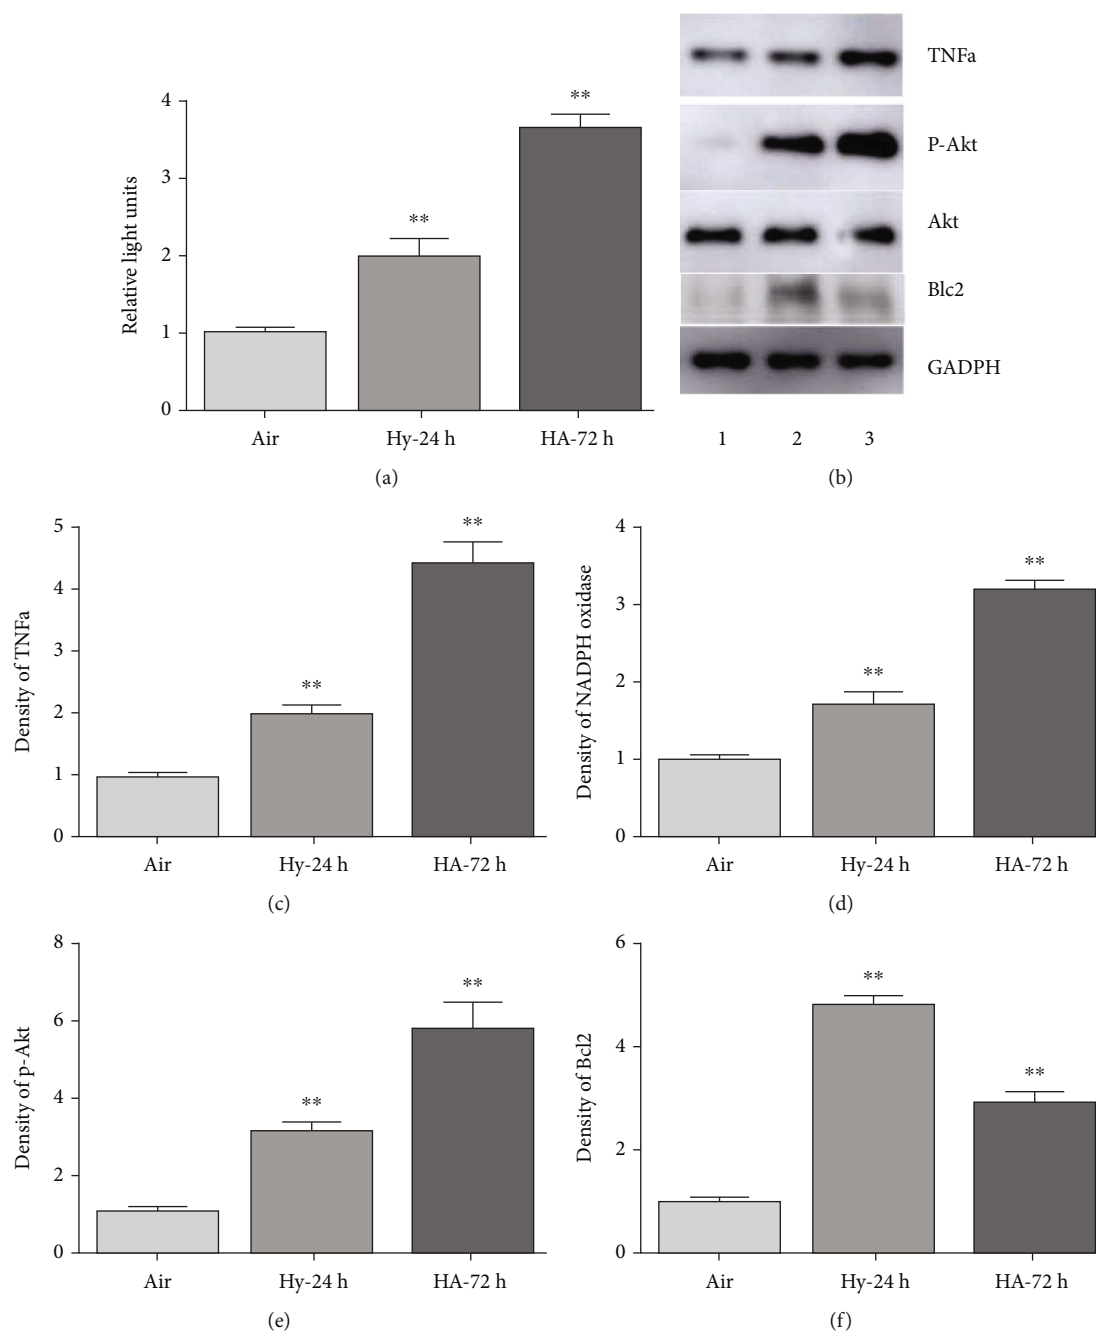 4
3
2
1
0
Relative light units
**
**
Air
Hy-24 h
HA-72 h
(a)
TNFa
P-Akt
Akt
Blc2
GADPH
1 2 3
(b)
5
4
3
2
1
0
Density of TNFa
**
**
Air
Hy-24 h
HA-72 h
(c)
4
3
2
1
0
Density of NADPH oxidase
**
**
Air
Hy-24 h
HA-72 h
(d)
8
6
4
2
0
Density of p-Akt
**
**
Air
Hy-24 h
HA-72 h
(e)
6
4
2
0
Density of Bcl2
**
**
Air
Hy-24 h
HA-72 h
(f)